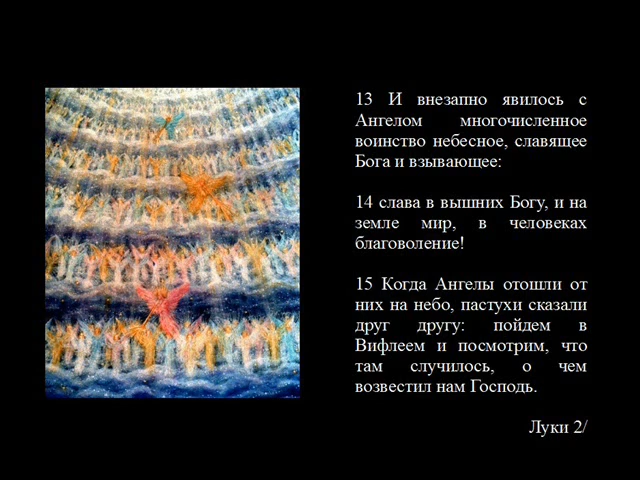 13 И внезапно явилось с
Ангелом многочисленное
воинство небесное, славящее
Бога и взывающее:
14 слава в вышних Богу, и на
земле мир, в человеках
благоволение!
15 Когда Ангелы отошли от
них на небо, пастухи сказали
друг другу: пойдем в
Вифлеем и посмотрим, что
там случилось, о чем
возвестил нам Господь.
Луки 2/